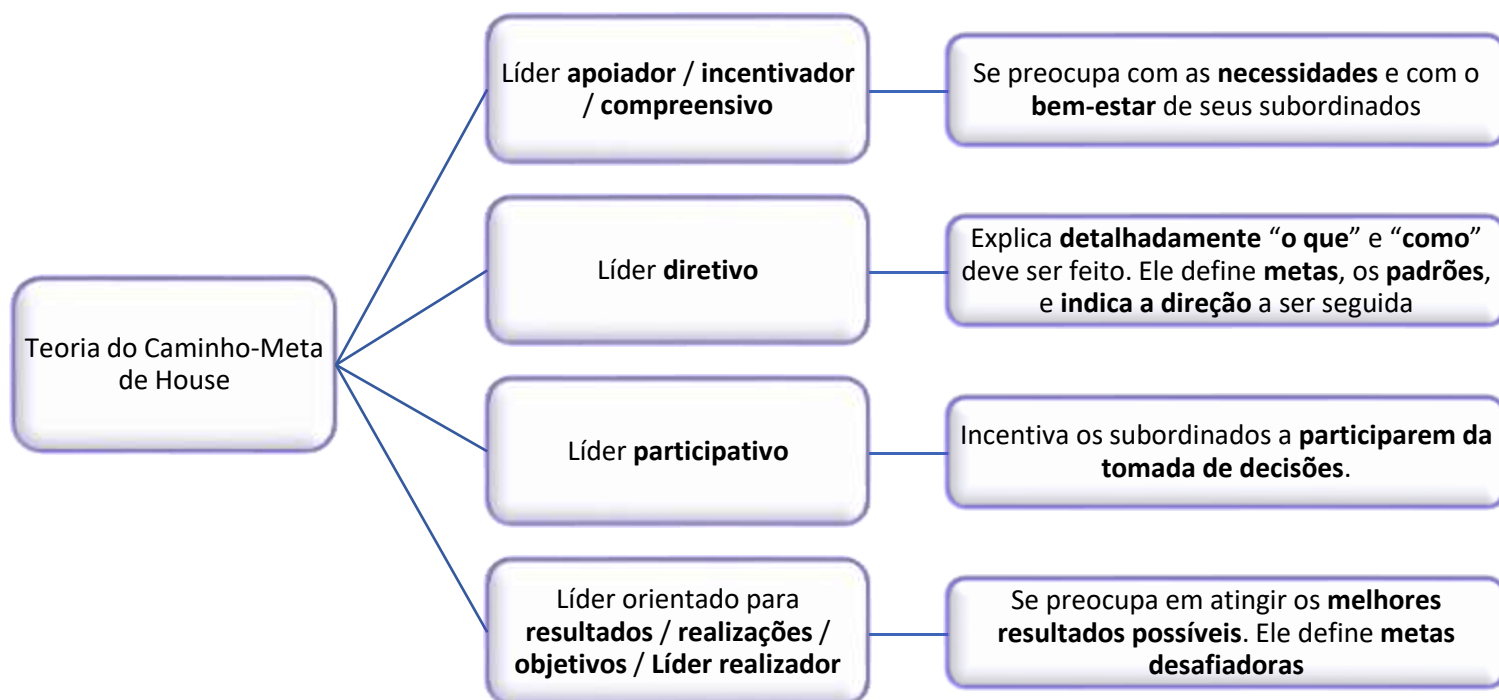 Teoria do Caminho-Meta
de House
Líder apoiador / incentivador
/ compreensivo
Se preocupa com as necessidades e com o
bem-estar de seus subordinados
Líder diretivo
Explica detalhadamente “o que” e “como”
deve ser feito. Ele define metas, os padrões,
e indica a direção a ser seguida
Líder participativo
Incentiva os subordinados a participarem da
tomada de decisões.
Líder orientado para
resultados / realizações /
objetivos / Líder realizador
Se preocupa em atingir os melhores
resultados possíveis. Ele define metas
desafiadoras